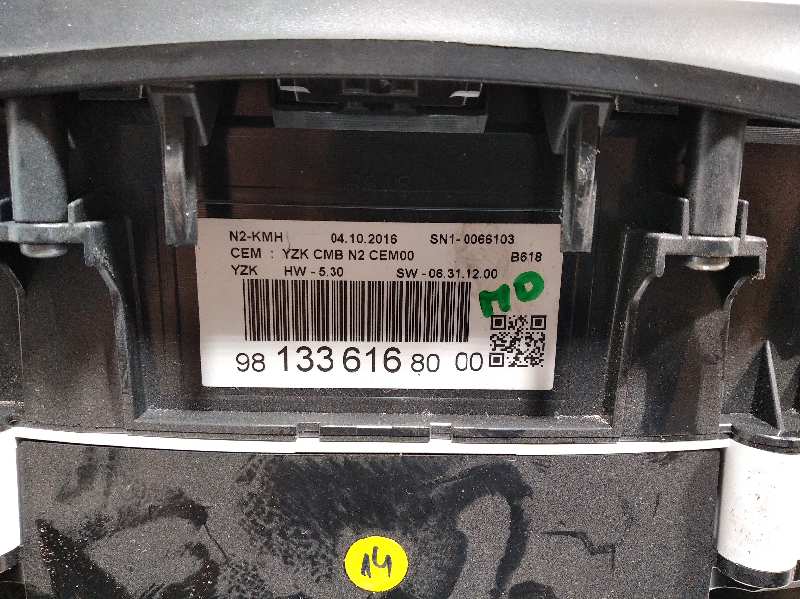 N2-KMH 04.10.2016 SN1-0066103
CEM : YZK CMB N2 CEM00 B618
YZK HW-5.30 SW-06.31.12.00
MO
98 133 616 80 00
14